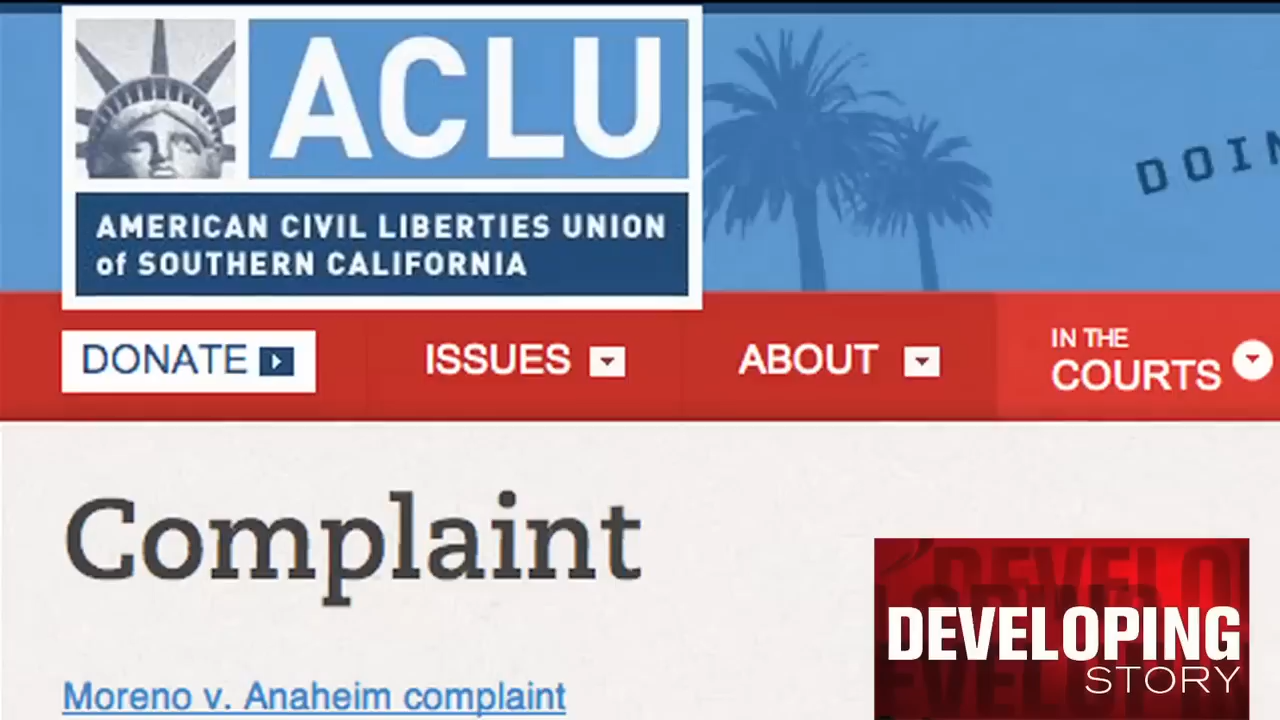 ACLU
AMERICAN CIVIL LIBERTIES UNION
of SOUTHERN CALIFORNIA
DOIN
DONATE
ISSUES
ABOUT
IN THE
COURTS
Complaint
Moreno v. Anaheim complaint
DEVELOPING
STORY